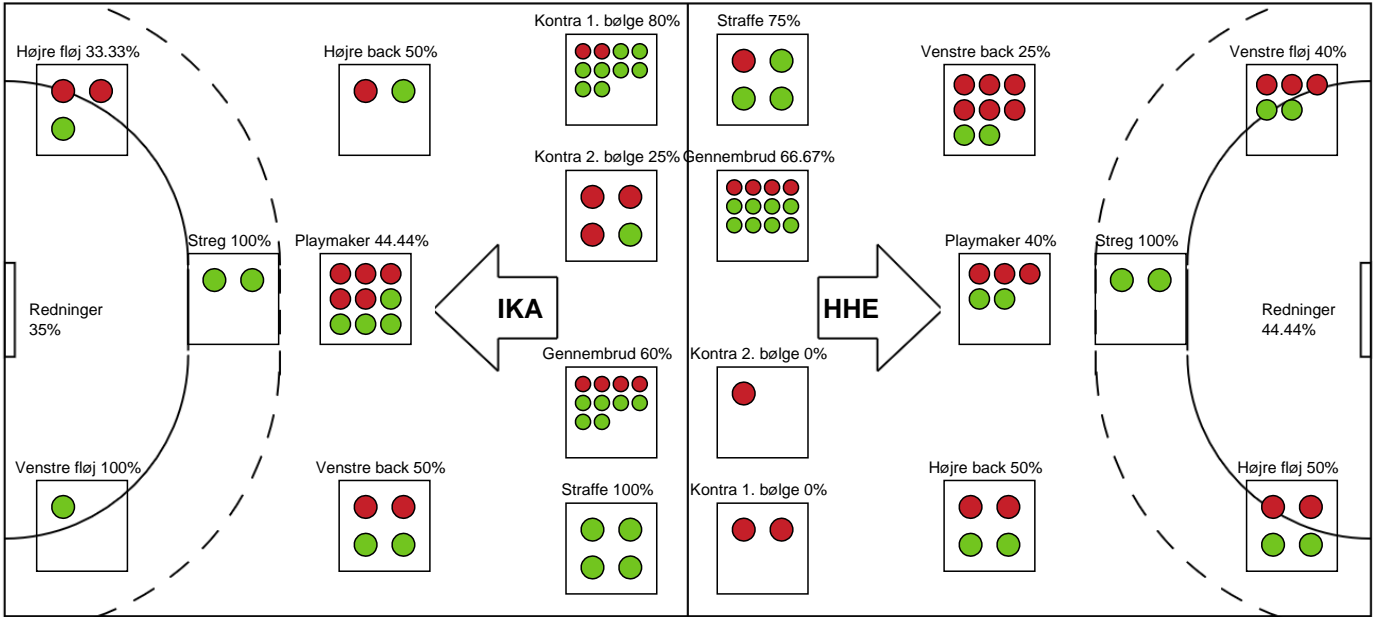 Kontra 1. bølge 80%
Straffe 75%
Højre fløj 33.33%
Højre back 50%
Venstre back 25%
Venstre fløj 40%
Kontra 2. bølge 25%
Gennembrud 66.67%
Streg 100%
Playmaker 44.44%
Playmaker 40%
Streg 100%
Redninger
35%
IKA
HHE
Redninger
44.44%
Gennembrud 60%
Kontra 2. bølge 0%
Venstre fløj 100%
Venstre back 50%
Straffe 100%
Kontra 1. bølge 0%
Højre back 50%
Højre fløj 50%